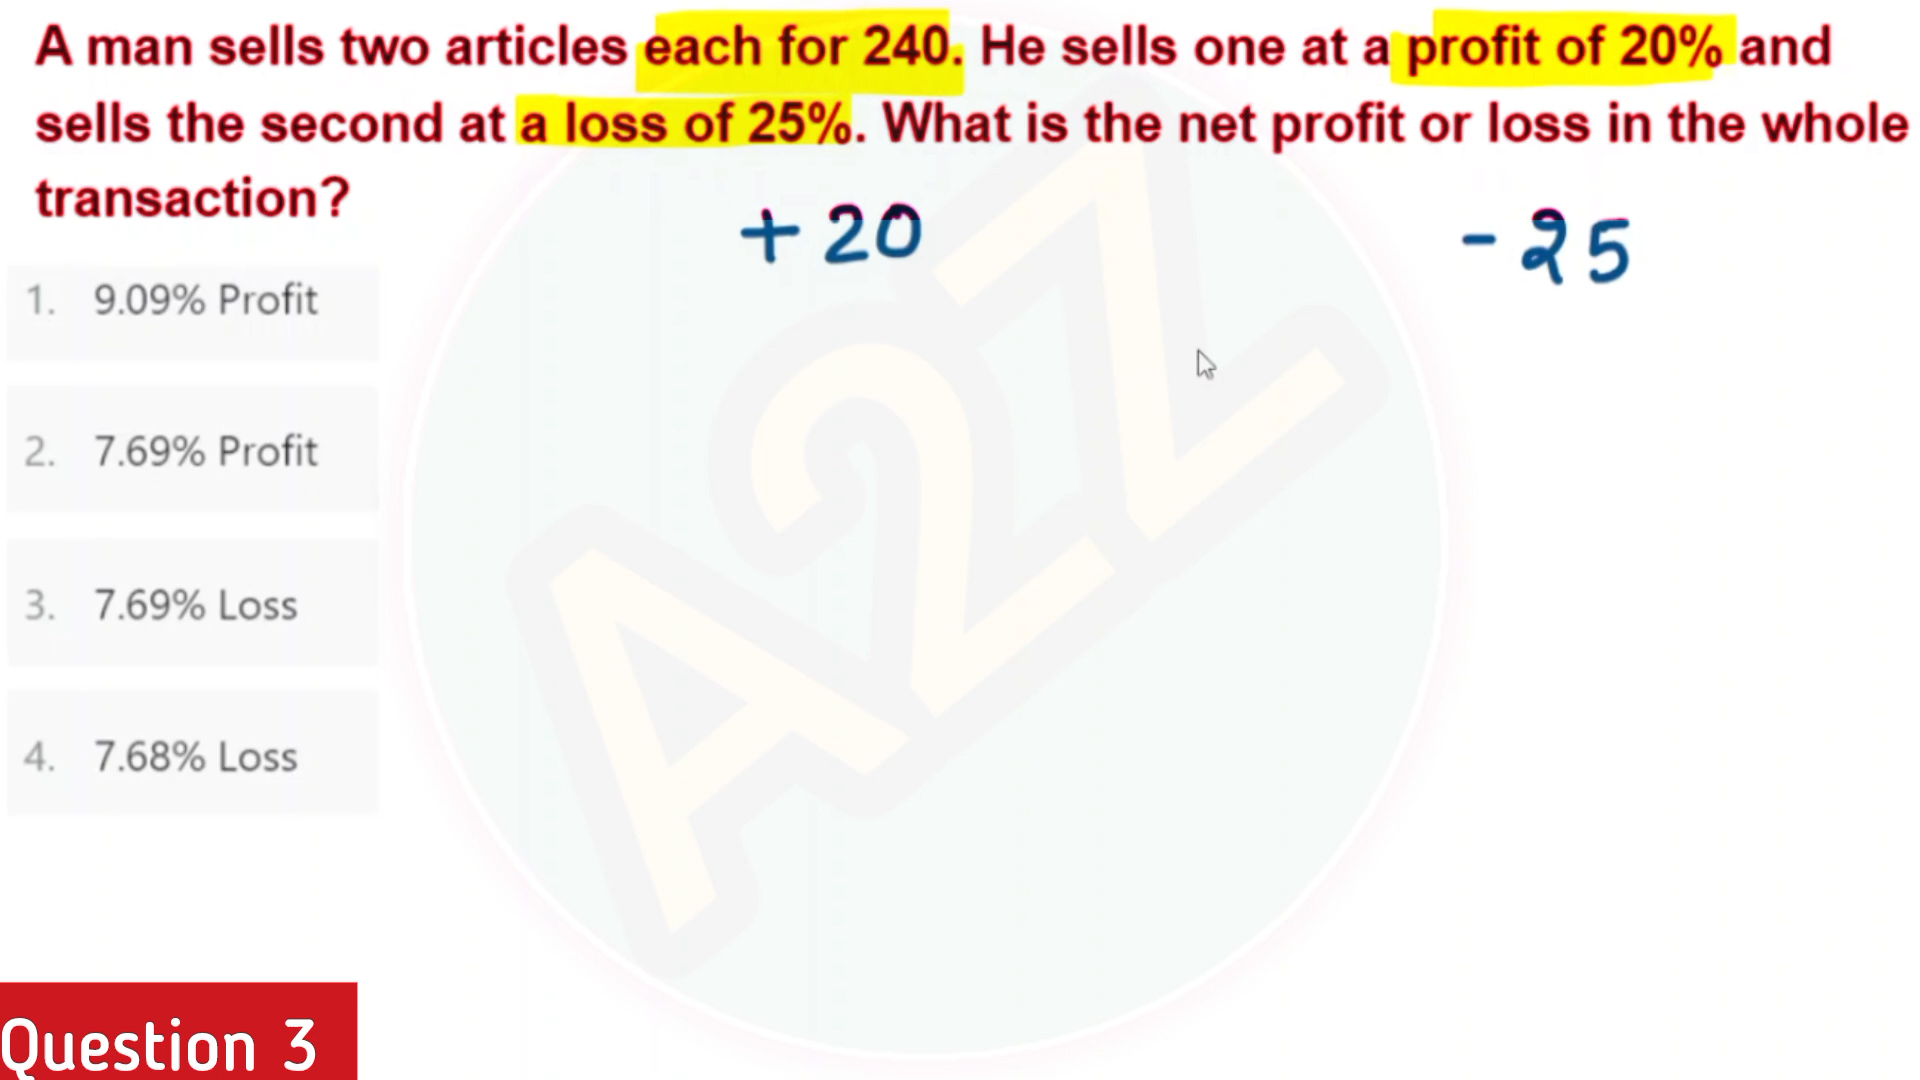 A man sells two articles each for 240. He sells one at a profit of 20% and
sells the second at a loss of 25%. What is the net profit or loss in the whole
transaction?
+20
-25
1. 9.09% Profit
2. 7.69% Profit
3. 7.69% Loss
4. 7.68% Loss
A2Z
Question 3